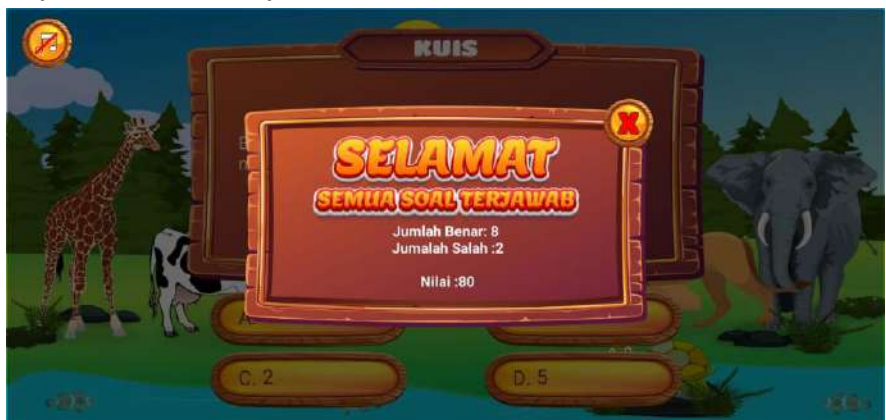 KUIS
SELAMAT
SEMUA SOAL TERJAWAB
Jumlah Benar: 8
Jumalah Salah :2
Nilai :80
A.
C. 2
D. 5